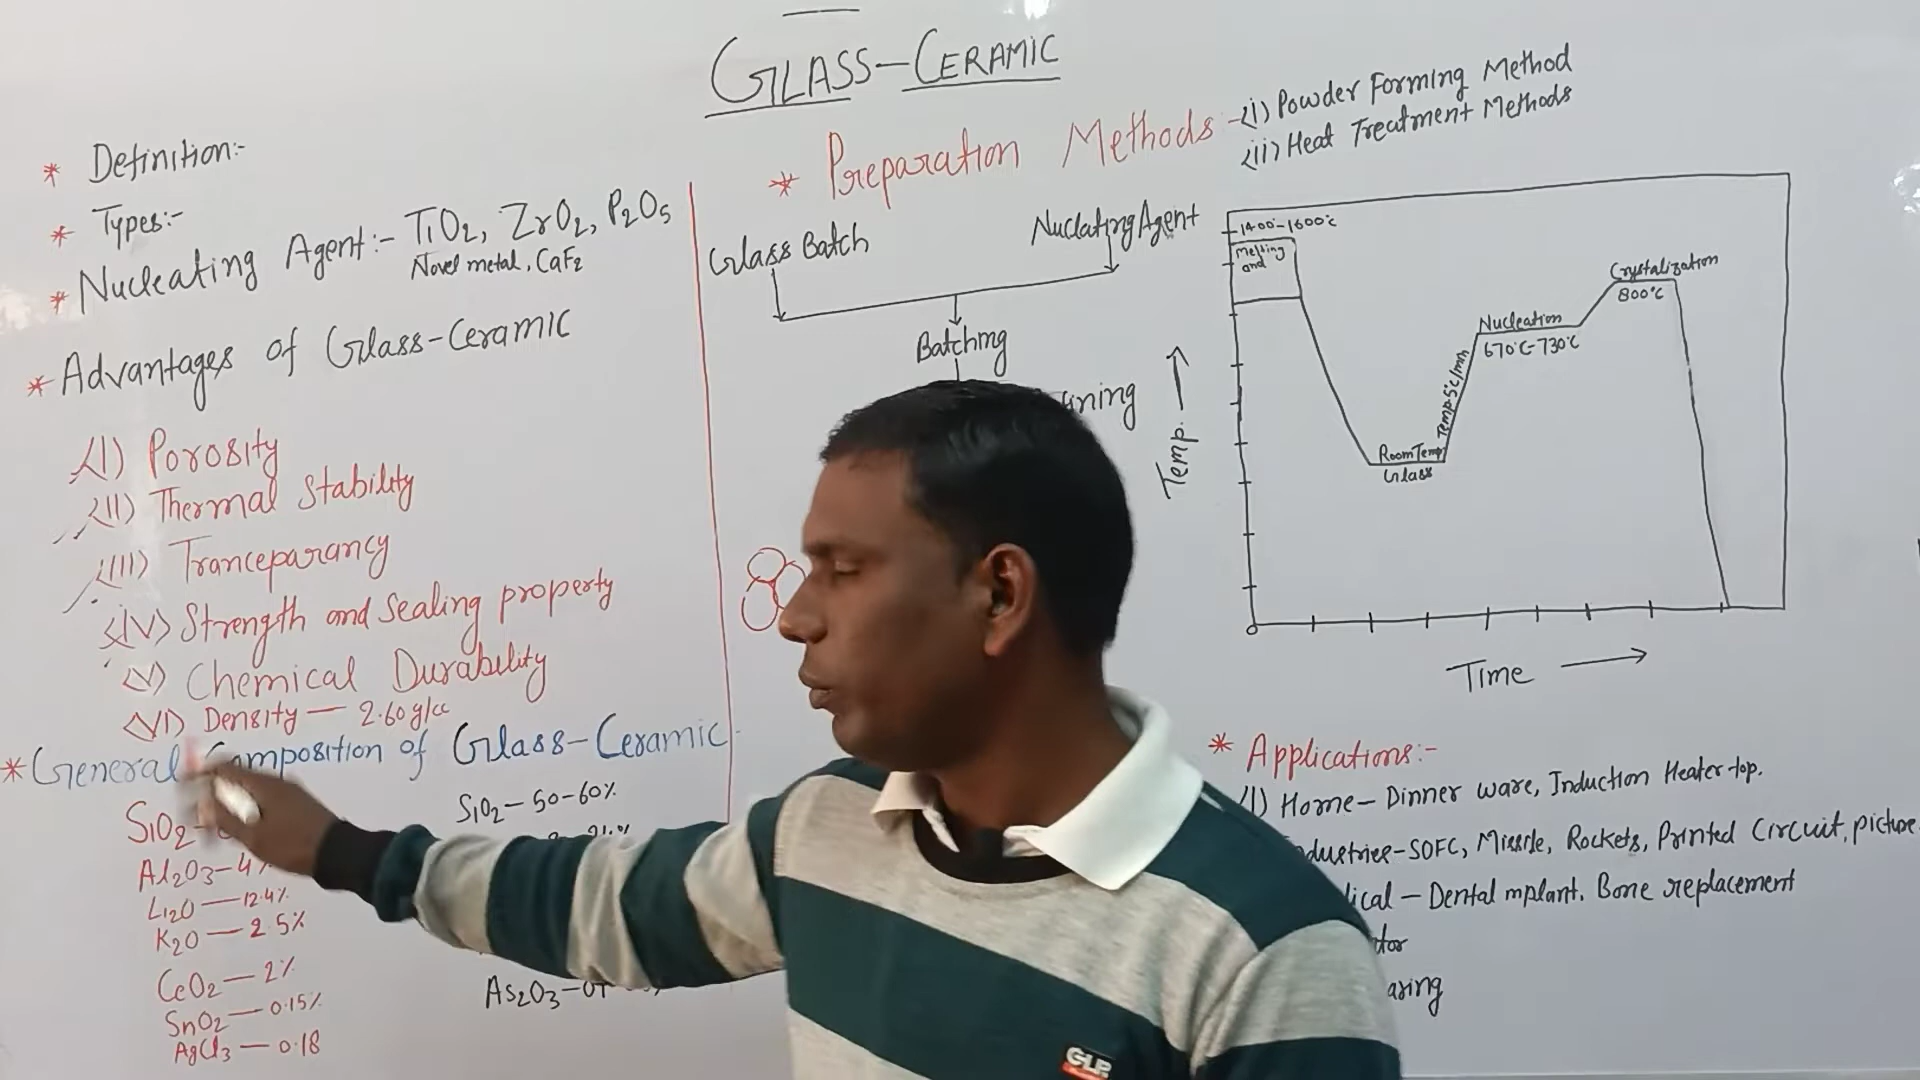 GLASS-CERAMIC
* Definition:-
* Types:-
* Nucleating Agent:- TiO2, ZrO2, P2O5
Novel metal, CaF2
* Advantages of Glass-Ceramic
(I) Porosity
(II) Thermal Stability
(III) Tranceparancy
(IV) Strength and Sealing property
(V) Chemical Durability
(VI) Density — 2.60g/cc
* General Composition of Glass-Ceramic
SiO2-
Al2O3-4%
Li2O —12.4%
K2O — 2.5%
CeO2 — 2%
SnO2 — 0.15%
AgCl3 — 0.18
SiO2 — 50-60%
As2O3-
* Preparation Methods - (i) Powder Forming Method
(ii) Heat Treatment Methods
Glass Batch
Nuclating Agent
Batching
Temp.
1400-1600°C
Melting
and
Room Temp
Glass
Temp 5°C/min
Nucleation
670°C-730°C
Crystalization
800°C
0
Time
* Applications:-
(I) Home- Dinner ware, Induction Heater top.
-SOFC, Missile, Rockets, Printed Circuit, picture
— Dental mplant. Bone replacement
GLR